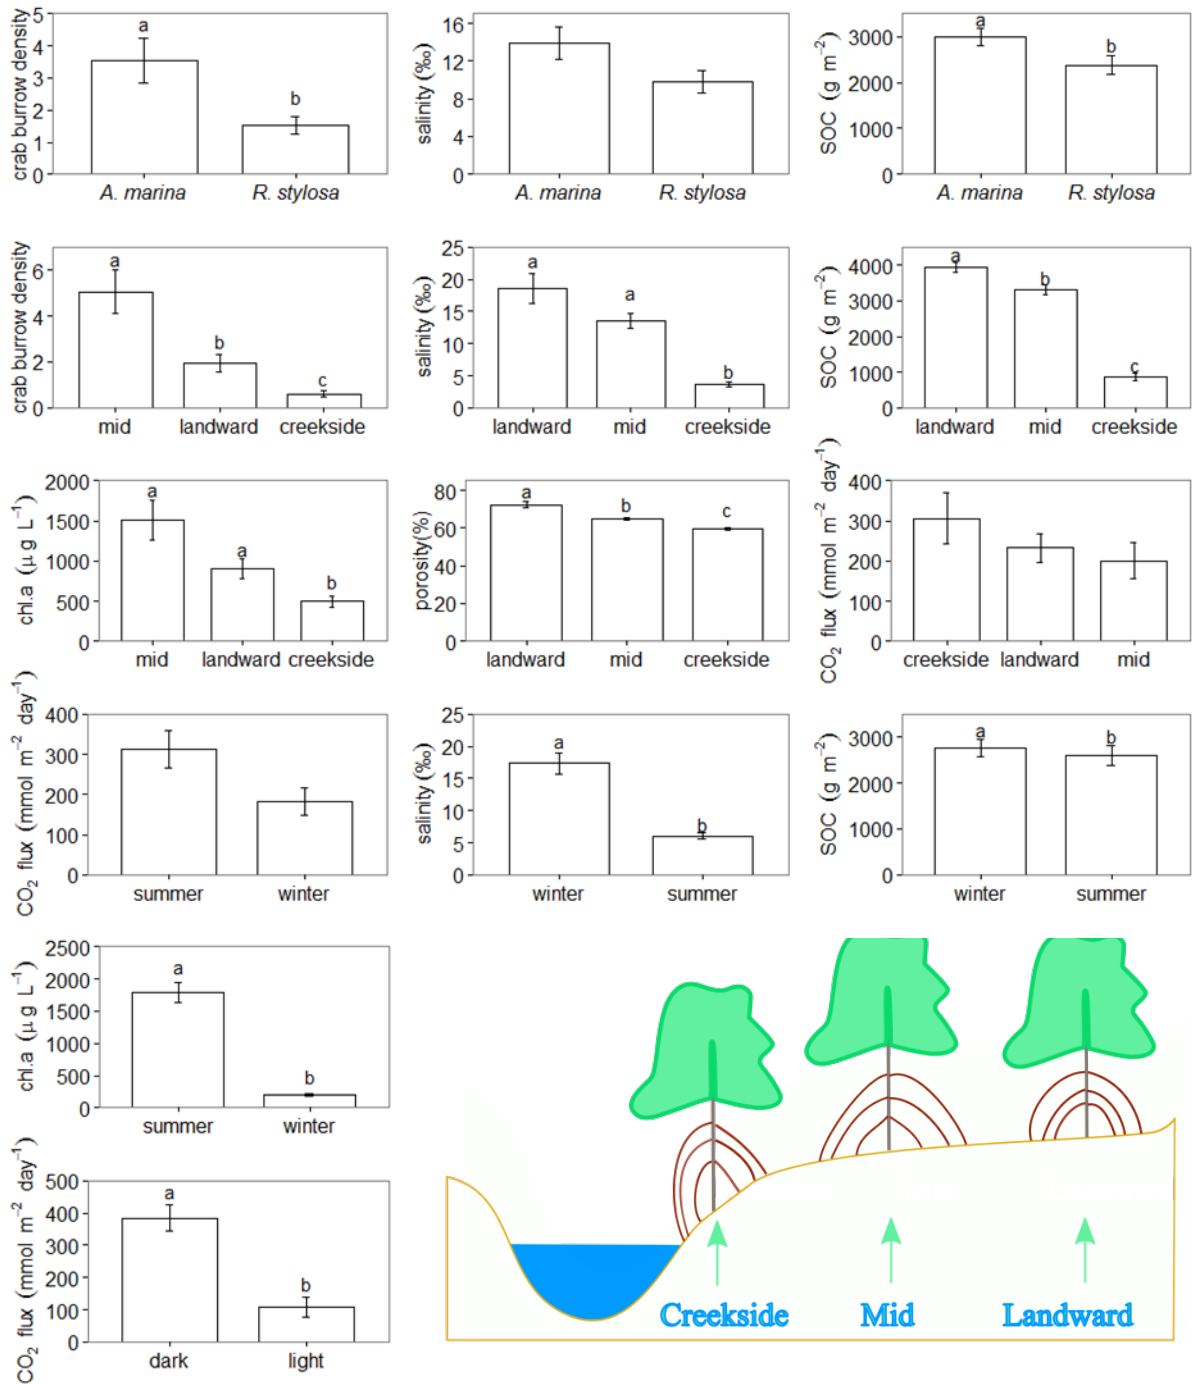 crab burrow density
5
4
3
2
1
0
a
b
A. marina
R. stylosa
salinity (‰)
16
12
8
4
0
A. marina
R. stylosa
SOC (g m⁻²)
3000
2000
1000
0
a
b
A. marina
R. stylosa
crab burrow density
6
4
2
0
a
b
c
mid
landward
creekside
salinity (‰)
25
20
15
10
5
0
a
a
b
landward
mid
creekside
SOC (g m⁻²)
4000
3000
2000
1000
0
a
b
c
landward
mid
creekside
chl.a (µg L⁻¹)
2000
1500
1000
500
0
a
a
b
mid
landward
creekside
porosity(%)
80
60
40
20
0
a
b
c
landward
mid
creekside
CO₂ flux (mmol m⁻² day⁻¹)
400
300
200
100
0
creekside
landward
mid
CO₂ flux (mmol m⁻² day⁻¹)
400
300
200
100
0
summer
winter
salinity (‰)
25
20
15
10
5
0
a
b
winter
summer
SOC (g m⁻²)
3000
2000
1000
0
a
b
winter
summer
chl.a (µg L⁻¹)
2500
2000
1500
1000
500
0
a
b
summer
winter
CO₂ flux (mmol m⁻² day⁻¹)
500
400
300
200
100
0
a
b
dark
light
Creekside
Mid
Landward